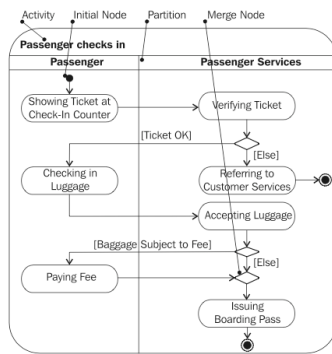 Activity Initial Node Partition Merge Node
Passenger checks in
Passenger Passenger Services
Showing Ticket at
Check-In Counter
Verifying Ticket
[Ticket OK]
[Else]
Checking in
Luggage
Referring to
Customer Services
Accepting Luggage
[Baggage Subject to Fee]
[Else]
Paying Fee
Issuing
Boarding Pass